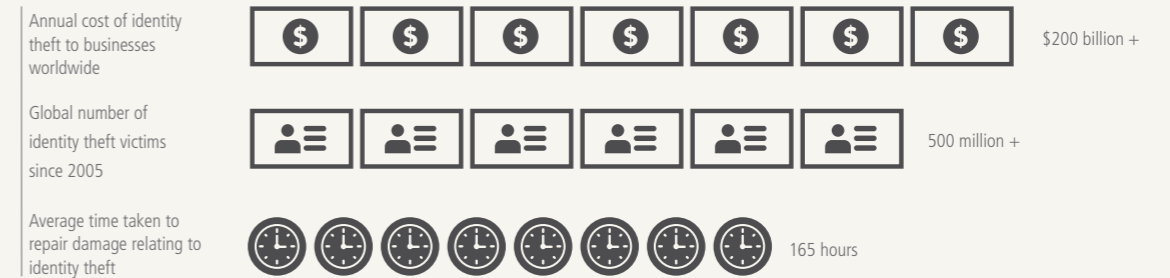 Annual cost of identity
theft to businesses
worldwide
$ $ $ $ $ $ $
$200 billion +
Global number of
identity theft victims
since 2005
500 million +
Average time taken to
repair damage relating to
identity theft
165 hours